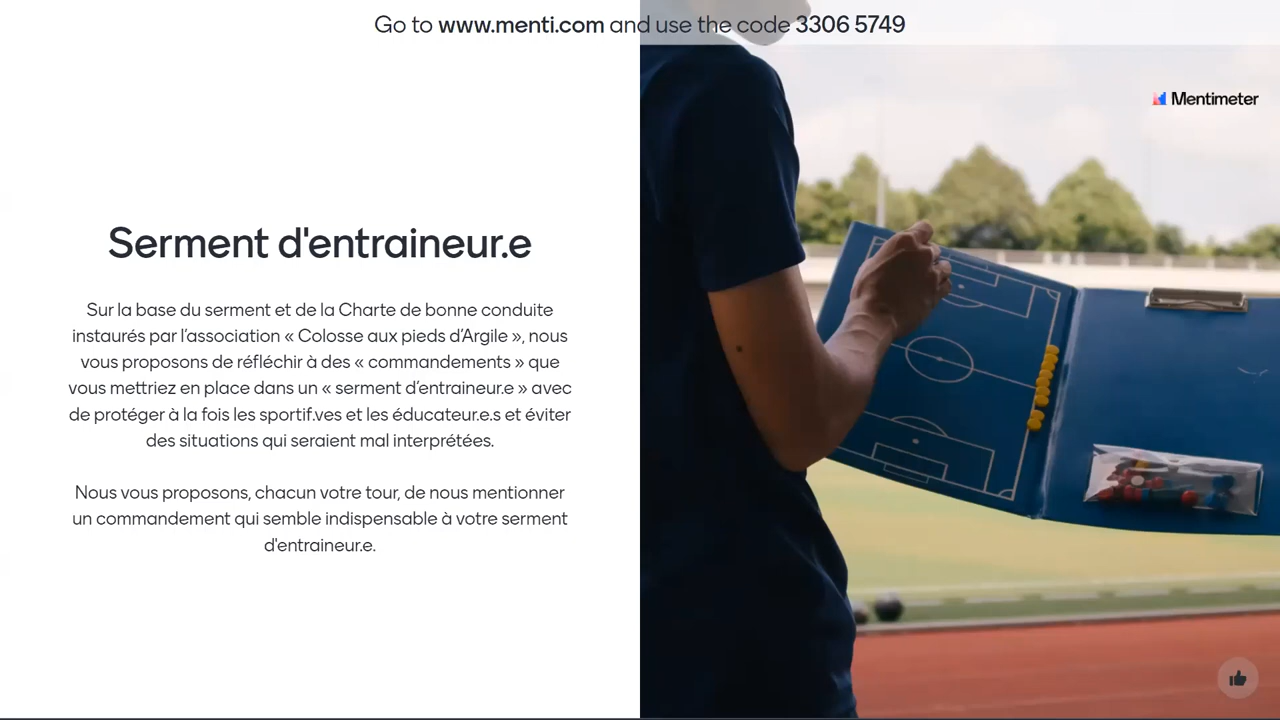 Go to www.menti.com and use the code 3306 5749
Mentimeter
Serment d'entraineur.e
Sur la base du serment et de la Charte de bonne conduite
instaurés par l’association « Colosse aux pieds d’Argile », nous
vous proposons de réfléchir à des « commandements » que
vous mettriez en place dans un « serment d’entraineur.e » avec
de protéger à la fois les sportif.ves et les éducateur.e.s et éviter
des situations qui seraient mal interprétées.
Nous vous proposons, chacun votre tour, de nous mentionner
un commandement qui semble indispensable à votre serment
d'entraineur.e.